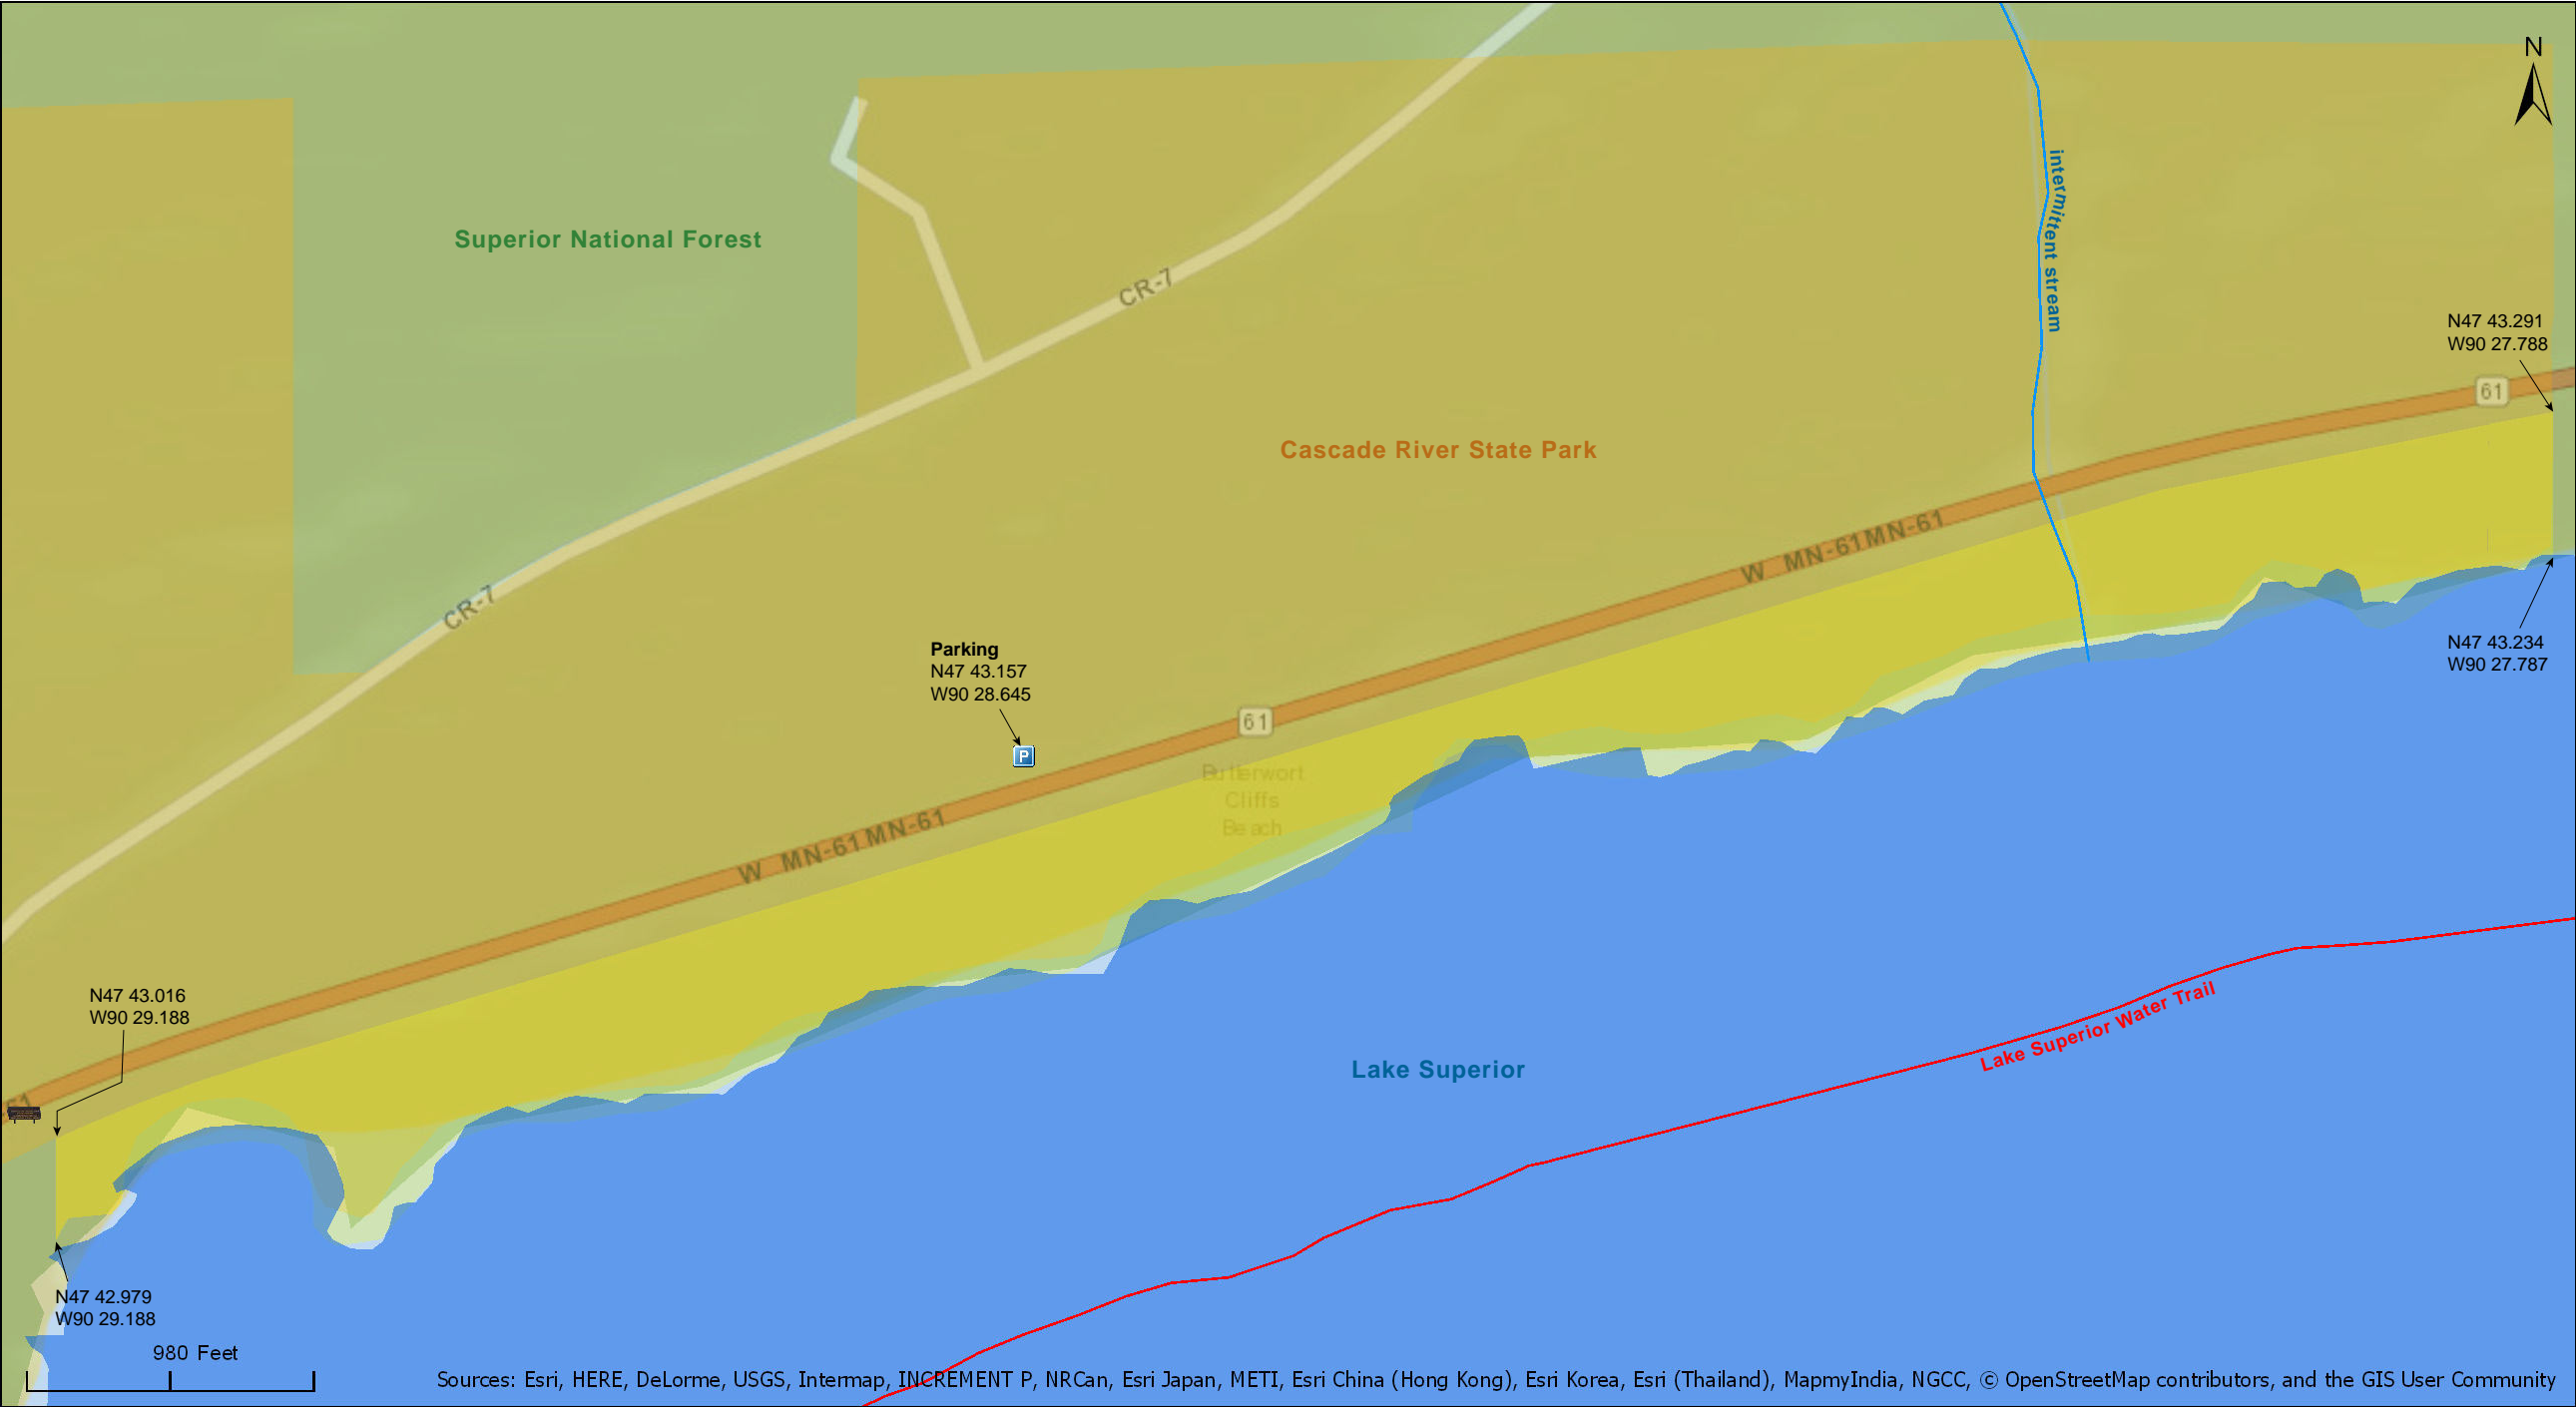 N
intermittent stream
Superior National Forest
CR-7
N47 43.291
W90 27.788
61
Cascade River State Park
W MN-61 MN-61
CR-7
Parking
N47 43.157
W90 28.645
P
N47 43.234
W90 27.787
61
Butterwort
Cliffs
Beach
W MN-61 MN-61
N47 43.016
W90 29.188
Lake Superior Water Trail
Lake Superior
-61
N47 42.979
W90 29.188
980 Feet
Sources: Esri, HERE, DeLorme, USGS, Intermap, INCREMENT P, NRCan, Esri Japan, METI, Esri China (Hong Kong), Esri Korea, Esri (Thailand), MapmyIndia, NGCC, © OpenStreetMap contributors, and the GIS User Community